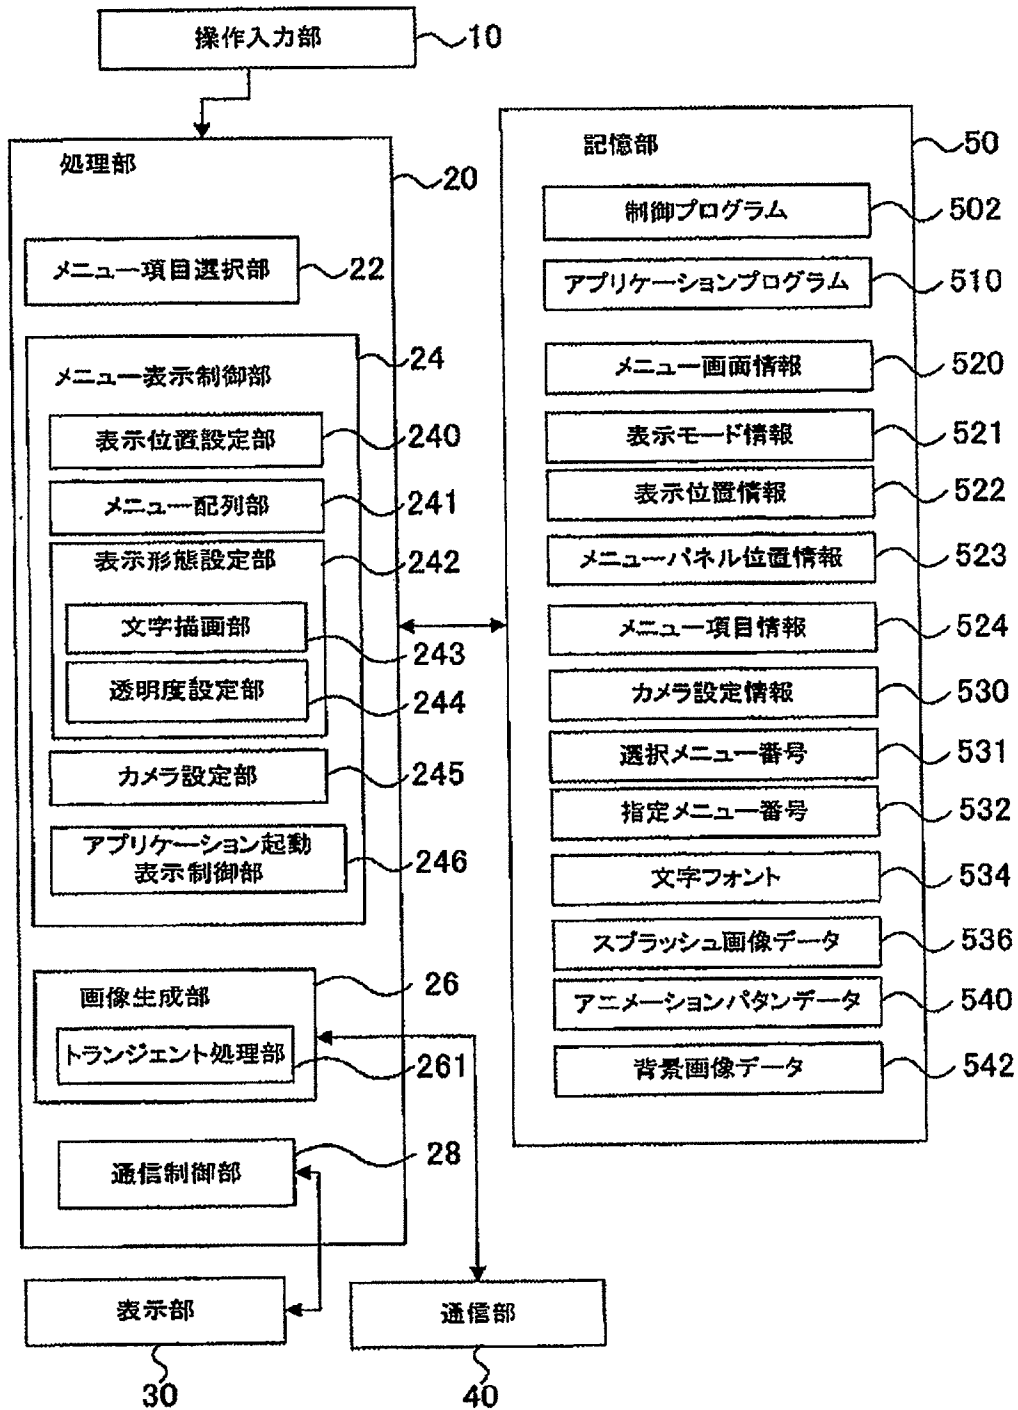 操作入力部
10
処理部
20
メニュー項目選択部
22
メニュー表示制御部
24
表示位置設定部
240
メニュー配列部
241
表示形態設定部
242
文字描画部
243
透明度設定部
244
カメラ設定部
245
アプリケーション起動
表示制御部
246
画像生成部
26
トランジェント処理部
261
通信制御部
28
表示部
30
通信部
40
記憶部
50
制御プログラム
502
アプリケーションプログラム
510
メニュー画面情報
520
表示モード情報
521
表示位置情報
522
メニューパネル位置情報
523
メニュー項目情報
524
カメラ設定情報
530
選択メニュー番号
531
指定メニュー番号
532
文字フォント
534
スプラッシュ画像データ
536
アニメーションパタンデータ
540
背景画像データ
542